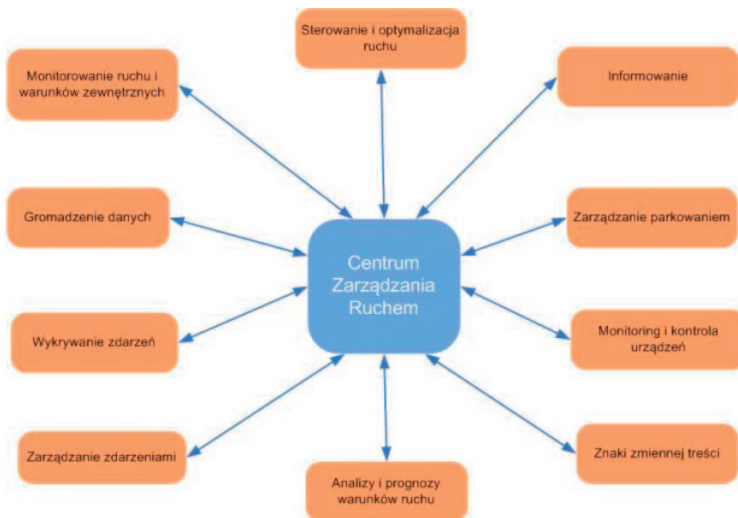 Sterowanie i optymalizacja
ruchu
Monitorowanie ruchu i
warunków zewnętrznych
Informowanie
Gromadzenie danych
Zarządzanie parkowaniem
Centrum
Zarządzania
Ruchem
Wykrywanie zdarzeń
Monitoring i kontrola
urządzeń
Zarządzanie zdarzeniami
Znaki zmiennej treści
Analizy i prognozy
warunków ruchu